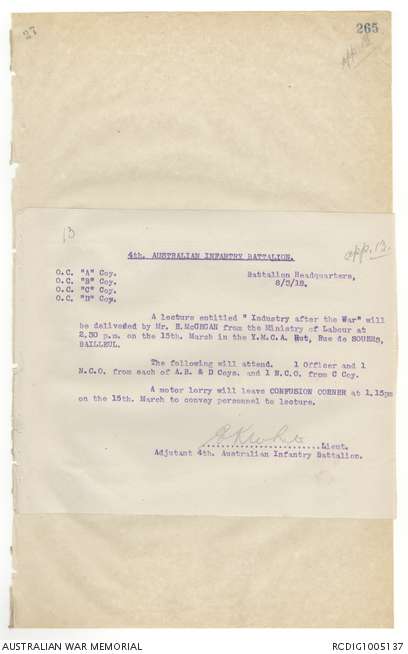 27
265
app. 13
13
app. 13.
4th. AUSTRALIAN INFANTRY BATTALION.
Battalion Headquarters,
8/3/18.
O.C. "A" Coy.
O.C. "B" Coy.
O.C. "C" Coy.
O.C. "D" Coy.
A lecture entitled " Industry after the War" will
be delivered by Mr. E. from the Ministry of Labour at
2.30 p.m. on the 15th. March in the Y.M.C.A. Hut, Rue de
BAILLEUL.
The following will attend. 1 Officer and 1
N.C.O. from each of A.B. & D Coys. and 1 N.C.O. from C Coy.
A motor lorry will leave CONFUSION CORNER at 1.15pm
on the 15th. March to convey personnel to lecture.
Lieut.
Adjutant 4th. Australian Infantry Battalion.
AUSTRALIAN WAR MEMORIAL
RCDIG1005137